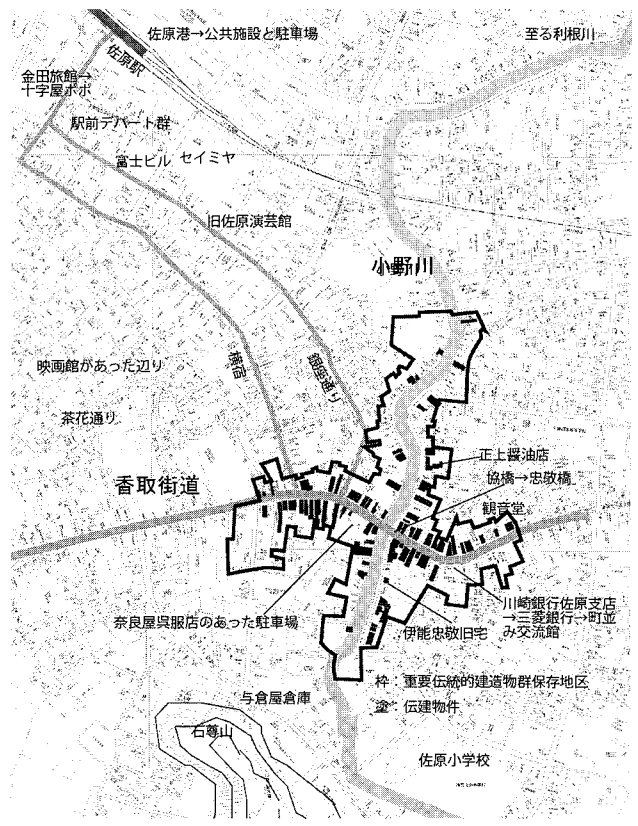 佐原港→公共施設と駐車場
至る利根川
佐原駅
金田旅館→
十字屋ポポ
駅前デパート群
富士ビル
セイミヤ
旧佐原演芸館
小野川
映画館があった辺り
横宿
銀座通り
茶花通り
正上醤油店
香取街道
協橋→忠敬橋
観音堂
川崎銀行佐原支店
→三菱銀行→町並
み交流館
奈良屋呉服店のあった駐車場
伊能忠敬旧宅
枠：重要伝統的建造物群保存地区
与倉屋倉庫
塗：伝建物件
石尊山
佐原小学校